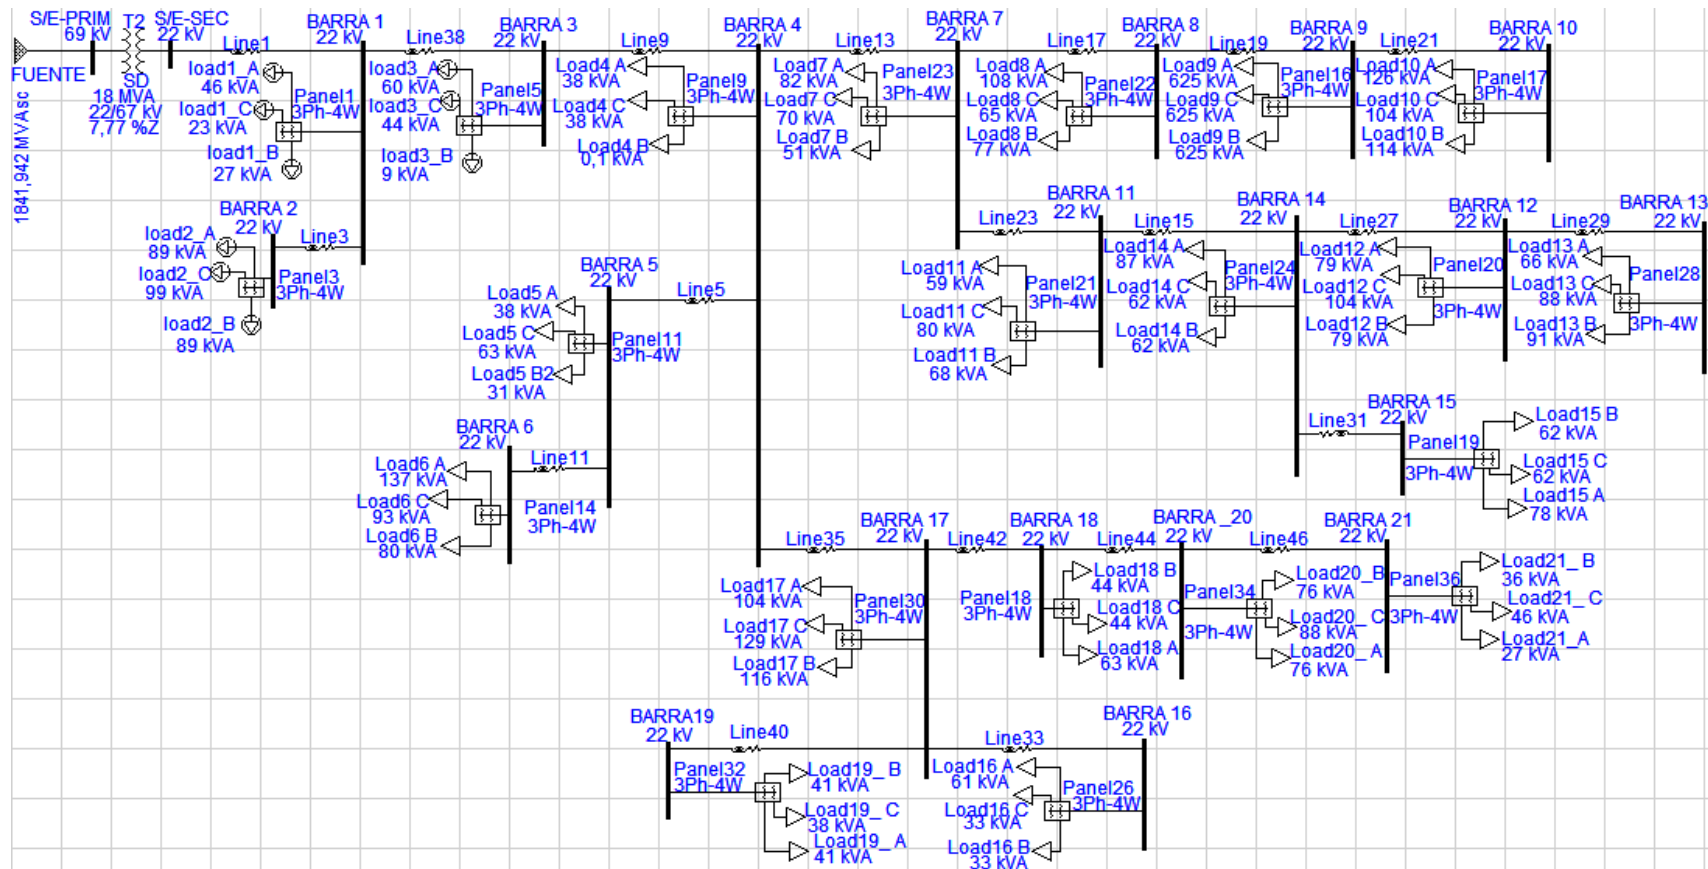 S/E-PRIM
69 kV
T2
S/E-SEC
22 kV
FUENTE
1841,942 MVAsc
SD
18 MVA
22/67 kV
7,77 %Z
Line1
BARRA 1
22 kV
load1_A
46 kVA
load1_C
23 kVA
load1_B
27 kVA
Panel1
3Ph-4W
Line38
BARRA 3
22 kV
load3_A
60 kVA
load3_C
44 kVA
load3_B
9 kVA
Panel5
3Ph-4W
Line9
BARRA 4
22 kV
Load4 A
38 kVA
Load4 C
38 kVA
Load4 B
0,1 kVA
Panel9
3Ph-4W
Line13
BARRA 7
22 kV
Load7 A
82 kVA
Load7 C
70 kVA
Load7 B
51 kVA
Panel23
3Ph-4W
Line17
BARRA 8
22 kV
Load8 A
108 kVA
Load8 C
65 kVA
Load8 B
77 kVA
Panel22
3Ph-4W
Line19
BARRA 9
22 kV
Load9 A
625 kVA
Load9 C
625 kVA
Load9 B
625 kVA
Panel16
3Ph-4W
Line21
BARRA 10
22 kV
Load10 A
126 kVA
Load10 C
104 kVA
Load10 B
114 kVA
Panel17
3Ph-4W
BARRA 2
22 kV
Line3
load2_A
89 kVA
load2_C
99 kVA
load2_B
89 kVA
Panel3
3Ph-4W
BARRA 5
22 kV
Line5
Load5 A
38 kVA
Load5 C
63 kVA
Load5 B2
31 kVA
Panel11
3Ph-4W
BARRA 6
22 kV
Line11
Load6 A
137 kVA
Load6 C
93 kVA
Load6 B
80 kVA
Panel14
3Ph-4W
Line23
BARRA 11
22 kV
Load11 A
59 kVA
Load11 C
80 kVA
Load11 B
68 kVA
Panel21
3Ph-4W
Line15
BARRA 14
22 kV
Load14 A
87 kVA
Load14 C
62 kVA
Load14 B
62 kVA
Panel24
3Ph-4W
Line27
BARRA 12
22 kV
Load12 A
79 kVA
Load12 C
104 kVA
Load12 B
79 kVA
Panel20
3Ph-4W
Line29
BARRA 13
22 kV
Load13 A
66 kVA
Load13 C
88 kVA
Load13 B
91 kVA
Panel28
3Ph-4W
Line31
BARRA 15
22 kV
Panel19
3Ph-4W
Load15 B
62 kVA
Load15 C
62 kVA
Load15 A
78 kVA
Line35
BARRA 17
22 kV
Load17 A
104 kVA
Load17 C
129 kVA
Load17 B
116 kVA
Panel30
3Ph-4W
Line42
BARRA 18
22 kV
Panel18
3Ph-4W
Load18 B
44 kVA
Load18 C
44 kVA
Load18 A
63 kVA
Line44
BARRA _20
22 kV
Panel34
3Ph-4W
Load20_B
76 kVA
Load20_ C
88 kVA
Load20_ A
76 kVA
Line46
BARRA 21
22 kV
Panel36
3Ph-4W
Load21_ B
36 kVA
Load21_ C
46 kVA
Load21_A
27 kVA
BARRA19
22 kV
Line40
Panel32
3Ph-4W
Load19_ B
41 kVA
Load19_ C
38 kVA
Load19_ A
41 kVA
Line33
BARRA 16
22 kV
Load16 A
61 kVA
Load16 C
33 kVA
Load16 B
33 kVA
Panel26
3Ph-4W